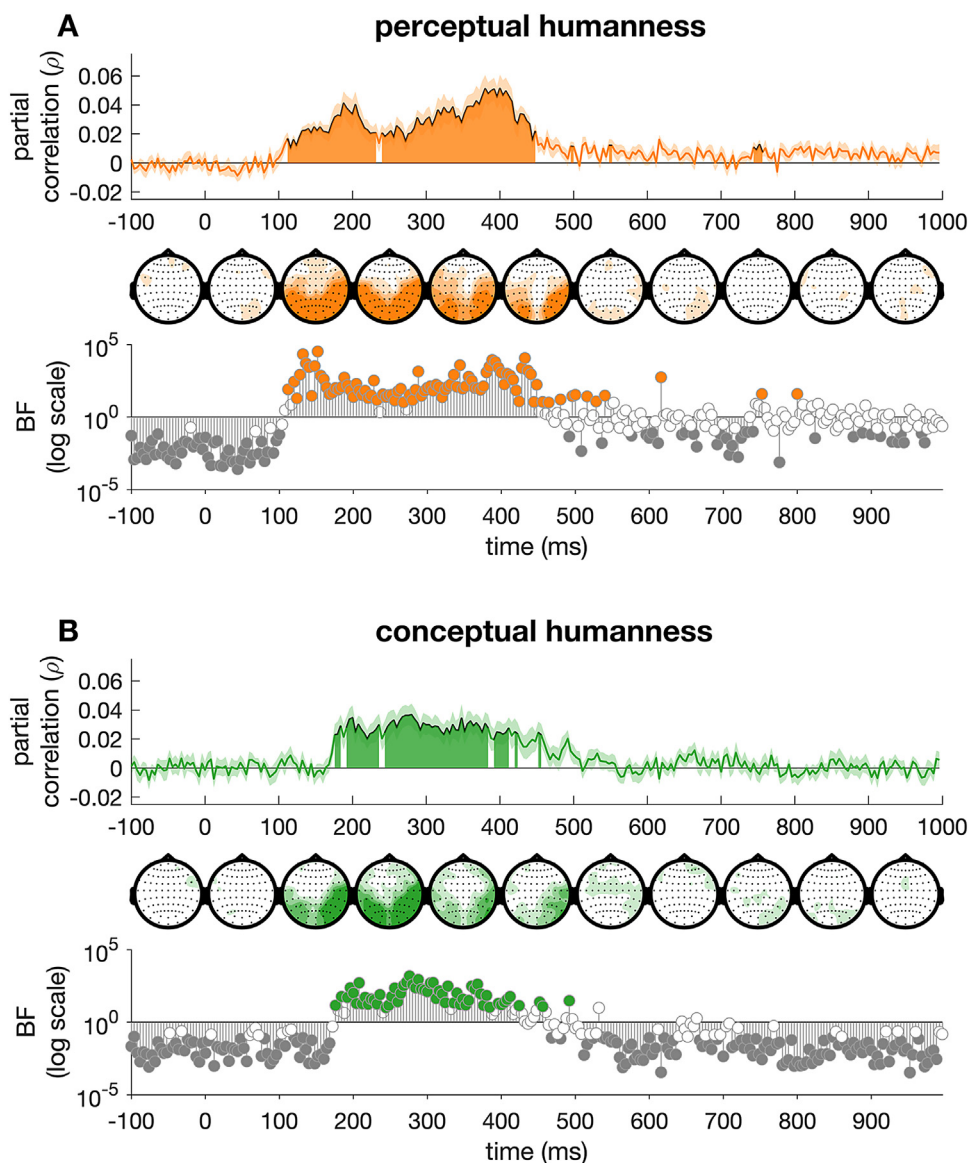 A
perceptual humanness
partial
correlation (ρ)
0.06
0.04
0.02
0
-0.02
-100 0 100 200 300 400 500 600 700 800 900 1000
BF
(log scale)
10^5
10^0
10^-5
-100 0 100 200 300 400 500 600 700 800 900
time (ms)
B
conceptual humanness
partial
correlation (ρ)
0.06
0.04
0.02
0
-0.02
-100 0 100 200 300 400 500 600 700 800 900 1000
BF
(log scale)
10^5
10^0
10^-5
-100 0 100 200 300 400 500 600 700 800 900
time (ms)